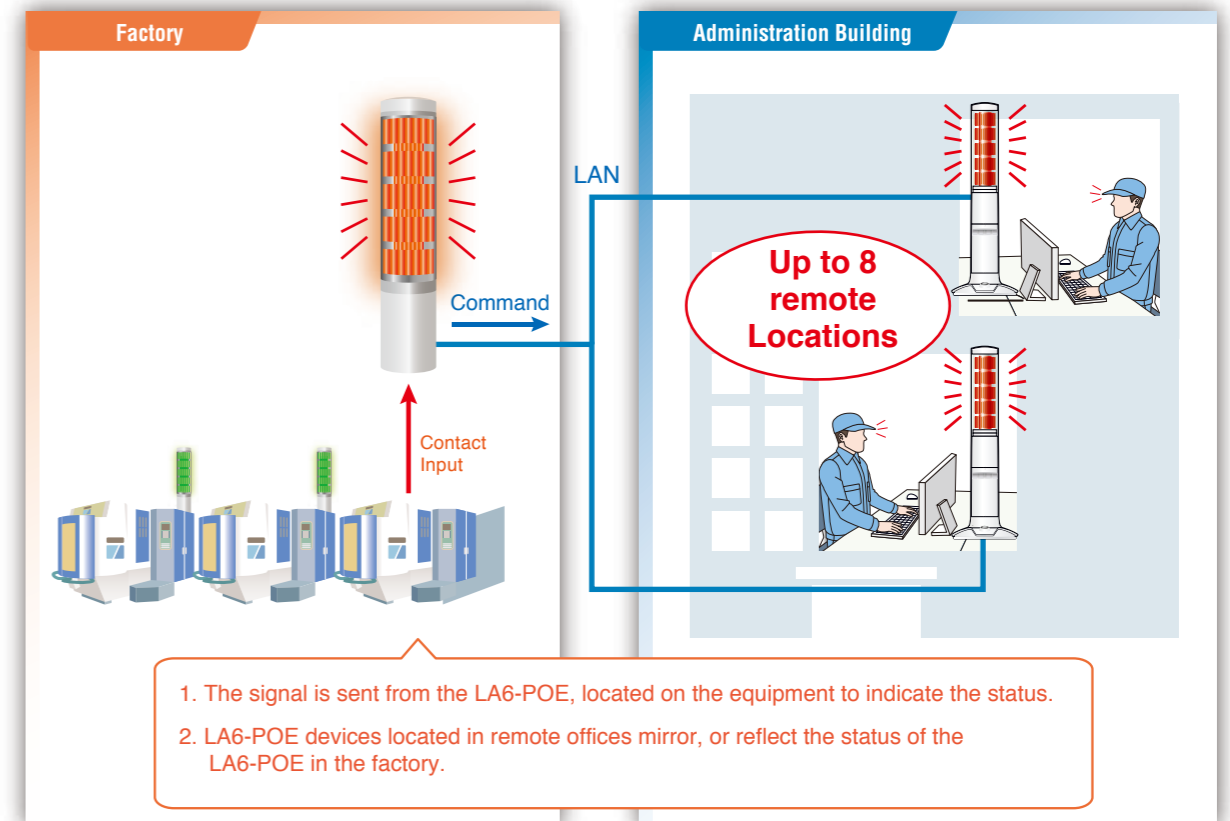 Factory
Administration Building
LAN
Up to 8
remote
Locations
Command
Contact
Input
1. The signal is sent from the LA6-POE, located on the equipment to indicate the status.
2. LA6-POE devices located in remote offices mirror, or reflect the status of the
LA6-POE in the factory.